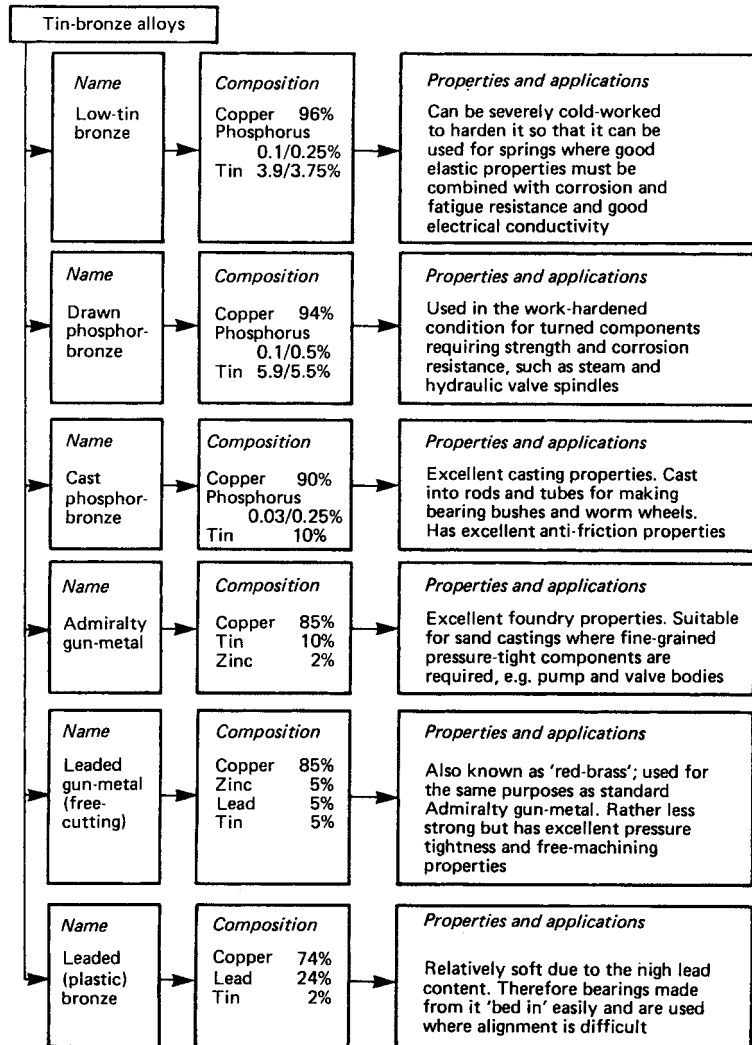 Tin-bronze alloys
Name
Low-tin
bronze
Composition
Copper 96%
Phosphorus
0.1/0.25%
Tin 3.9/3.75%
Properties and applications
Can be severely cold-worked
to harden it so that it can be
used for springs where good
elastic properties must be
combined with corrosion and
fatigue resistance and good
electrical conductivity
Name
Drawn
phosphor-
bronze
Composition
Copper 94%
Phosphorus
0.1/0.5%
Tin 5.9/5.5%
Properties and applications
Used in the work-hardened
condition for turned components
requiring strength and corrosion
resistance, such as steam and
hydraulic valve spindles
Name
Cast
phosphor-
bronze
Composition
Copper 90%
Phosphorus
0.03/0.25%
Tin 10%
Properties and applications
Excellent casting properties. Cast
into rods and tubes for making
bearing bushes and worm wheels.
Has excellent anti-friction properties
Name
Admiralty
gun-metal
Composition
Copper 85%
Tin 10%
Zinc 2%
Properties and applications
Excellent foundry properties. Suitable
for sand castings where fine-grained
pressure-tight components are
required, e.g. pump and valve bodies
Name
Leaded
gun-metal
(free-
cutting)
Composition
Copper 85%
Zinc 5%
Lead 5%
Tin 5%
Properties and applications
Also known as 'red-brass'; used for
the same purposes as standard
Admiralty gun-metal. Rather less
strong but has excellent pressure
tightness and free-machining
properties
Name
Leaded
(plastic)
bronze
Composition
Copper 74%
Lead 24%
Tin 2%
Properties and applications
Relatively soft due to the high lead
content. Therefore bearings made
from it 'bed in' easily and are used
where alignment is difficult